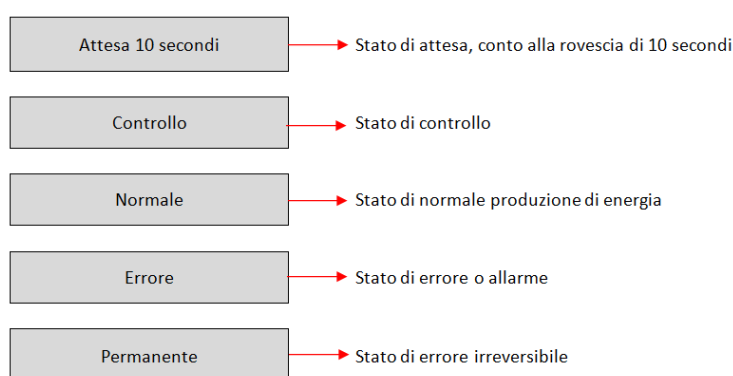 Attesa 10 secondi Stato di attesa, conto alla rovescia di 10 secondi
Controllo Stato di controllo
Normale Stato di normale produzione di energia
Errore Stato di errore o allarme
Permanente Stato di errore irreversibile